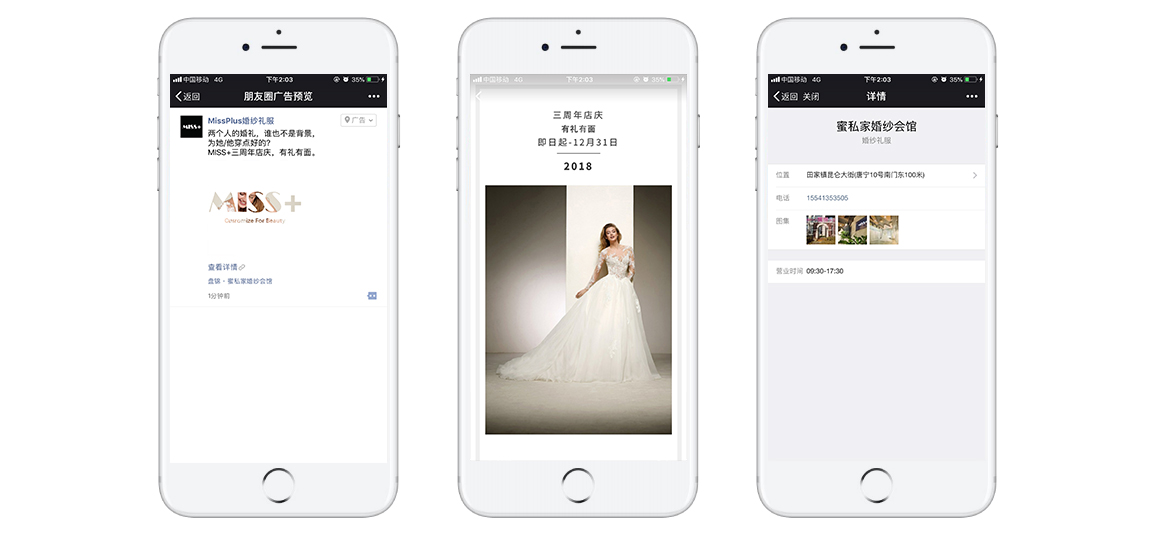 中国移动 4G 下午2:03 35%
返回 朋友圈广告预览
MISS+
MissPlus婚纱礼服 广告
两个人的婚礼，谁也不是背景，
为她/他穿点好的？
MISS+三周年店庆，有礼有面。
MISS+
Customize For Beauty
查看详情
盘锦·蜜私家婚纱会馆
1分钟前
中国移动 4G 下午2:03 35%
三周年店庆
有礼有面
即日起-12月31日
2018
中国移动 4G 下午2:03 35%
返回 关闭 详情
蜜私家婚纱会馆
婚纱礼服
位置 田家镇昆仑大街(唐宁10号南门东100米)
电话 15541353505
图集
营业时间 09:30-17:30